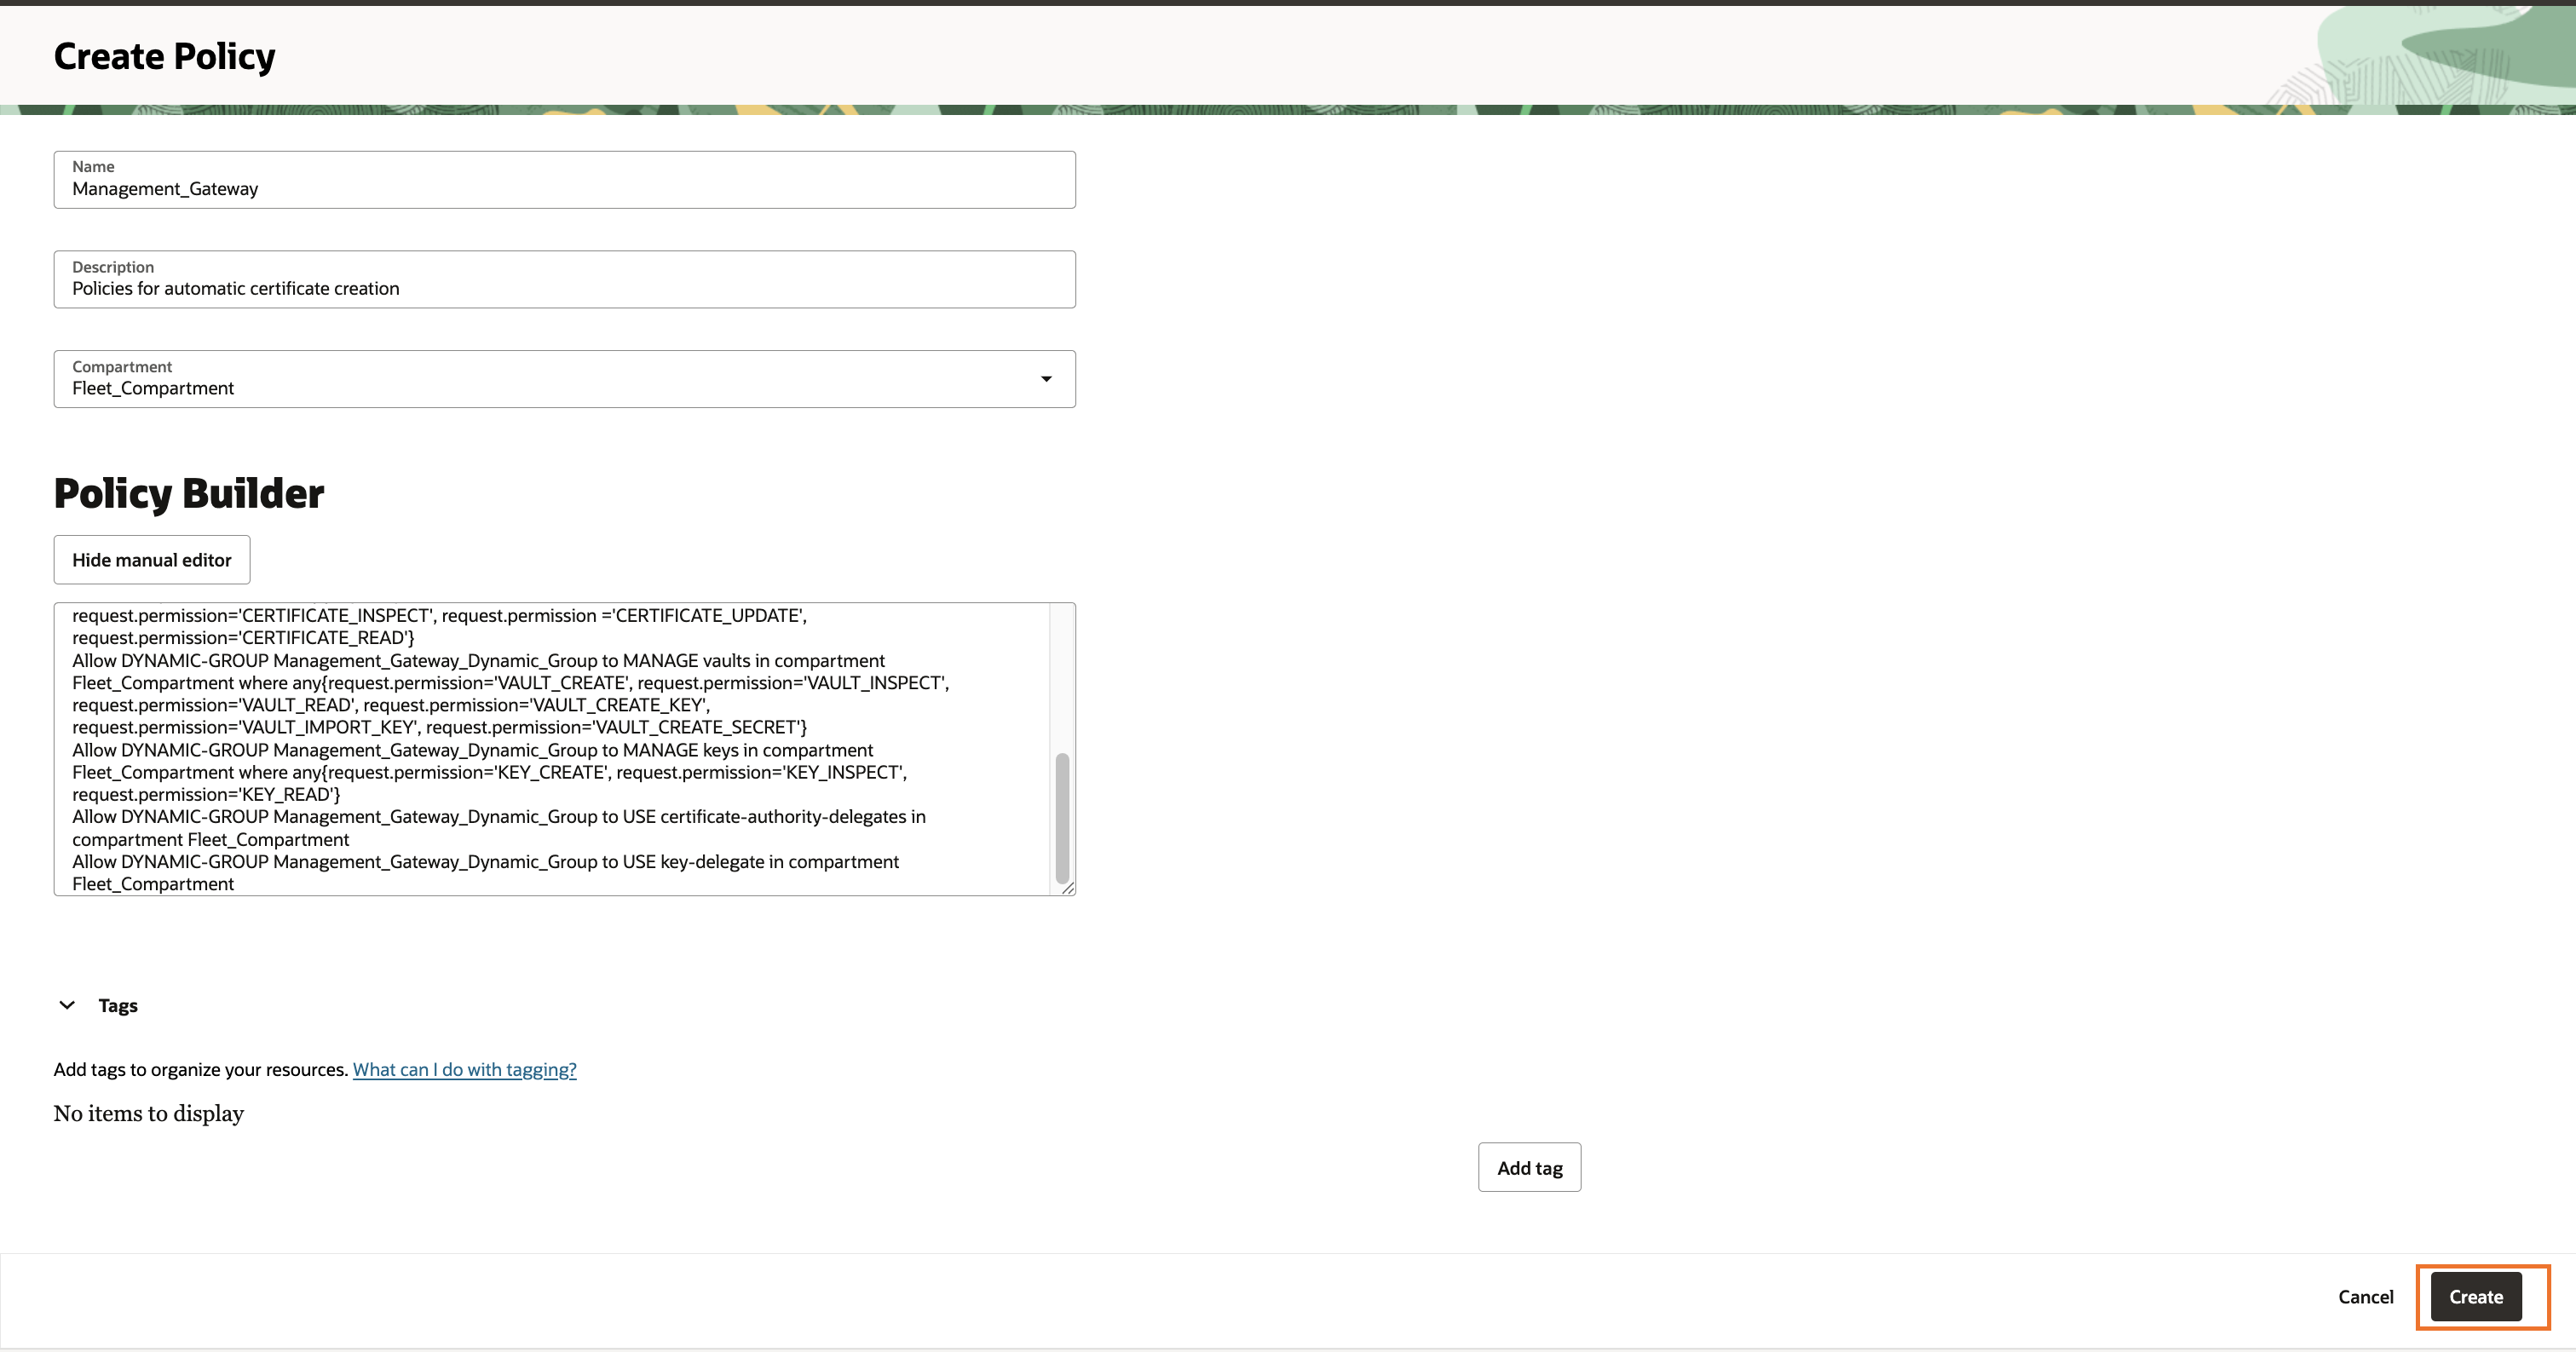 Create Policy
Name
Management_Gateway
Description
Policies for automatic certificate creation
Compartment
Fleet_Compartment
Policy Builder
Hide manual editor
request.permission='CERTIFICATE_INSPECT', request.permission ='CERTIFICATE_UPDATE',
request.permission='CERTIFICATE_READ'}
Allow DYNAMIC-GROUP Management_Gateway_Dynamic_Group to MANAGE vaults in compartment
Fleet_Compartment where any{request.permission='VAULT_CREATE', request.permission='VAULT_INSPECT',
request.permission='VAULT_READ', request.permission='VAULT_CREATE_KEY',
request.permission='VAULT_IMPORT_KEY', request.permission='VAULT_CREATE_SECRET'}
Allow DYNAMIC-GROUP Management_Gateway_Dynamic_Group to MANAGE keys in compartment
Fleet_Compartment where any{request.permission='KEY_CREATE', request.permission='KEY_INSPECT',
request.permission='KEY_READ'}
Allow DYNAMIC-GROUP Management_Gateway_Dynamic_Group to USE certificate-authority-delegates in
compartment Fleet_Compartment
Allow DYNAMIC-GROUP Management_Gateway_Dynamic_Group to USE key-delegate in compartment
Fleet_Compartment
Tags
Add tags to organize your resources. What can I do with tagging?
No items to display
Add tag
Cancel
Create